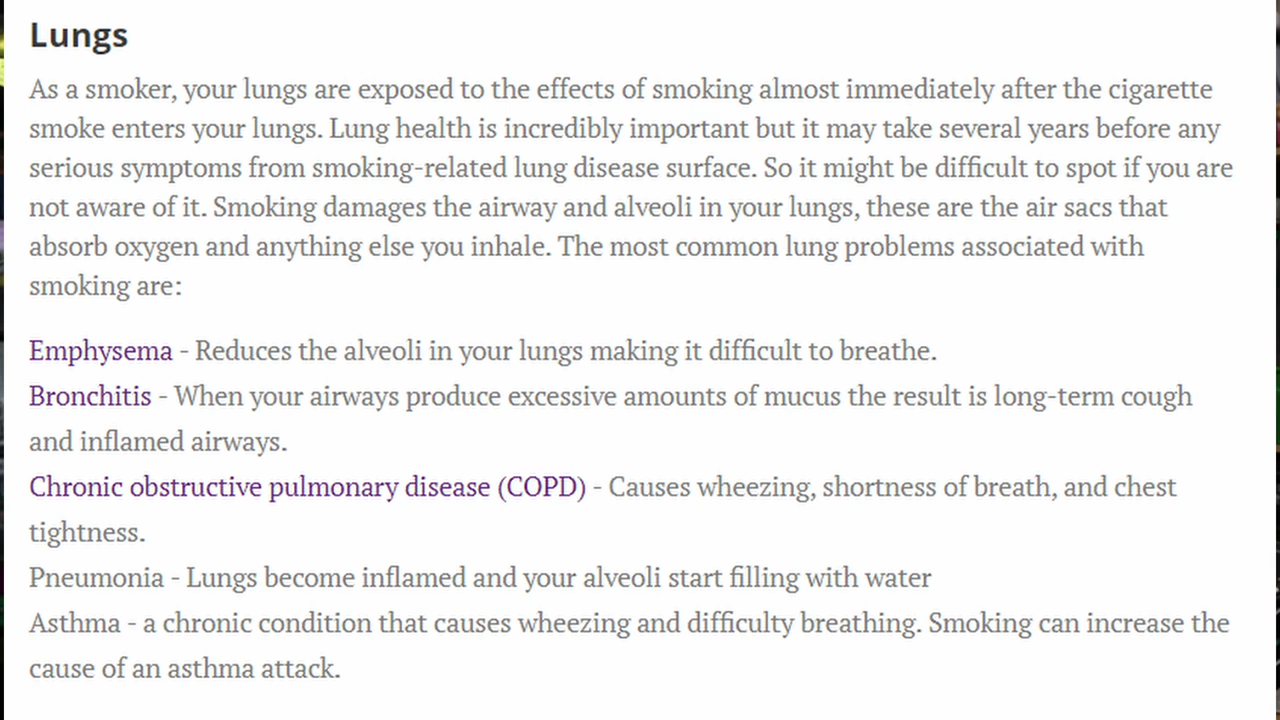 Lungs
As a smoker, your lungs are exposed to the effects of smoking almost immediately after the cigarette
smoke enters your lungs. Lung health is incredibly important but it may take several years before any
serious symptoms from smoking-related lung disease surface. So it might be difficult to spot if you are
not aware of it. Smoking damages the airway and alveoli in your lungs, these are the air sacs that
absorb oxygen and anything else you inhale. The most common lung problems associated with
smoking are:
Emphysema - Reduces the alveoli in your lungs making it difficult to breathe.
Bronchitis - When your airways produce excessive amounts of mucus the result is long-term cough
and inflamed airways.
Chronic obstructive pulmonary disease (COPD) - Causes wheezing, shortness of breath, and chest
tightness.
Pneumonia - Lungs become inflamed and your alveoli start filling with water
Asthma - a chronic condition that causes wheezing and difficulty breathing. Smoking can increase the
cause of an asthma attack.